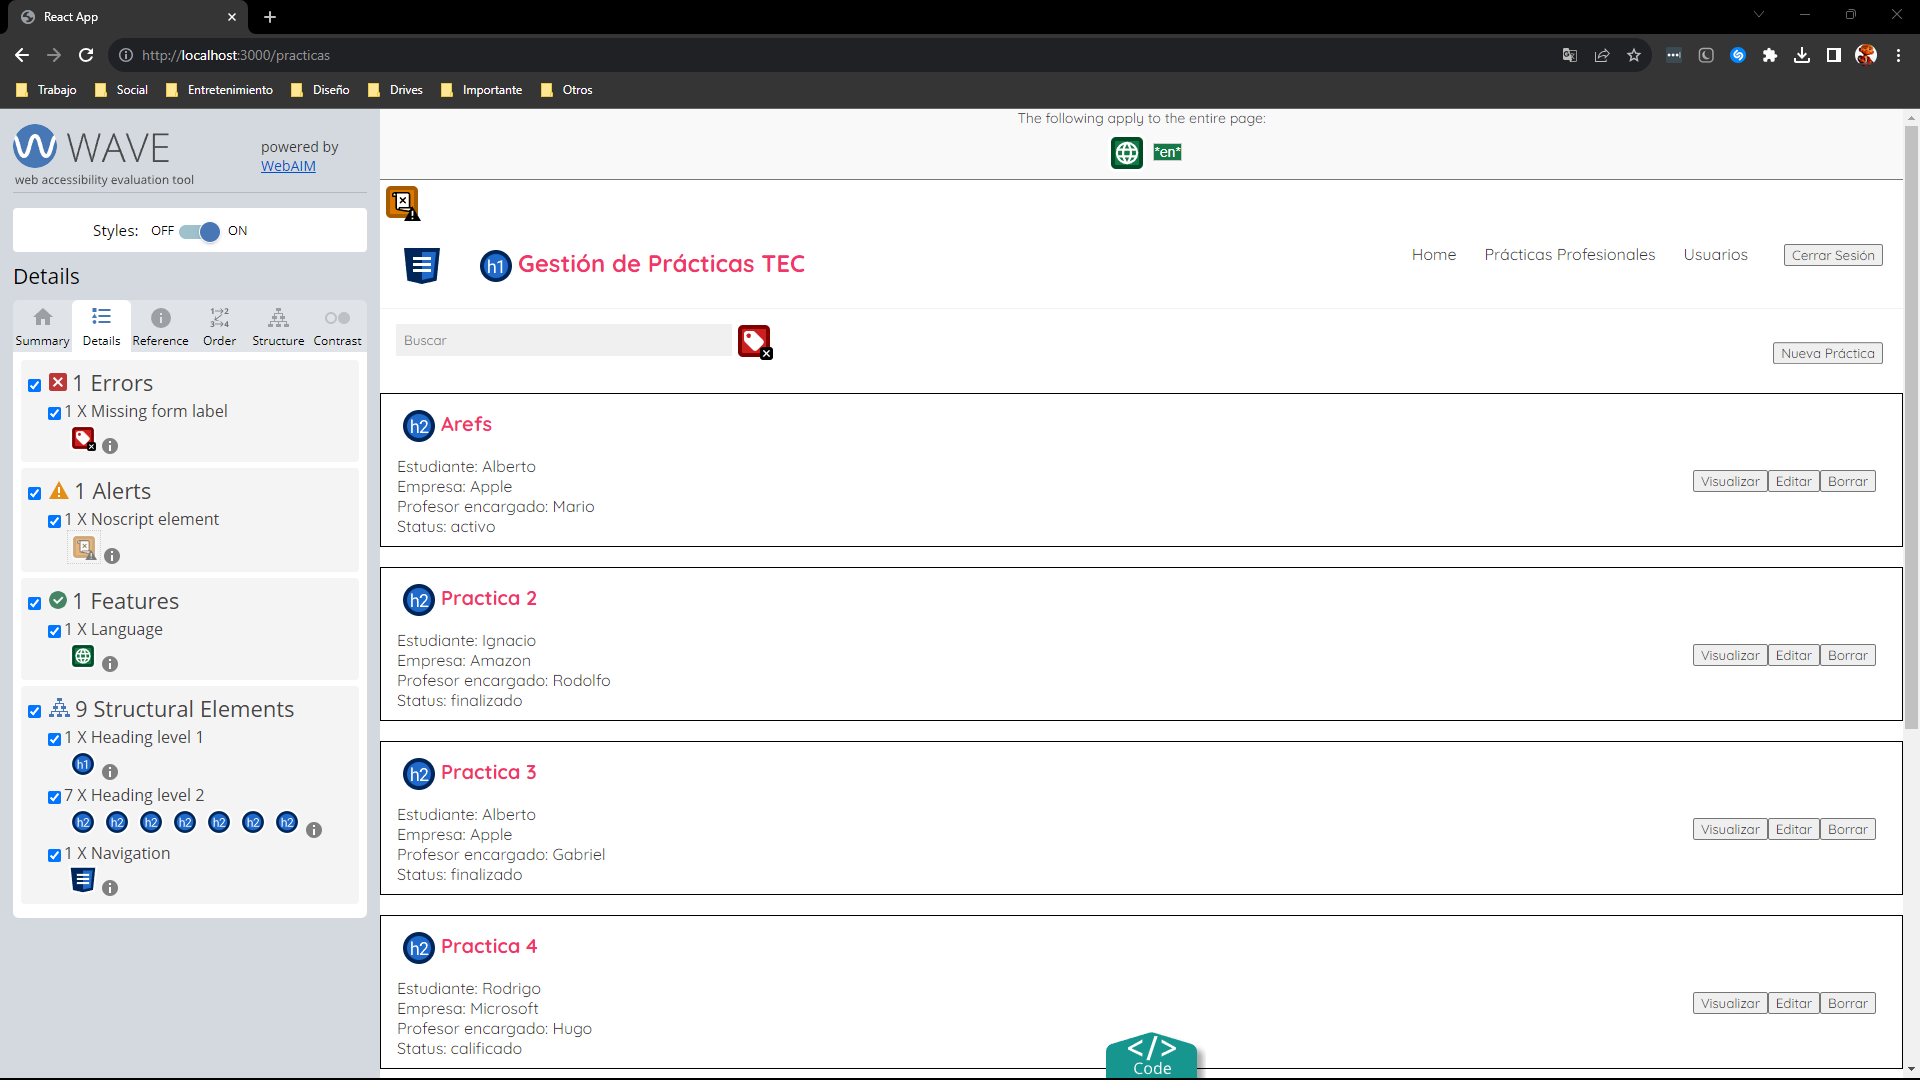 React App
http://localhost:3000/practicas
Trabajo Social Entretenimiento Diseño Drives Importante Otros
WAVE
web accessibility evaluation tool
powered by
WebAIM
Styles: OFF ON
Details
Summary Details Reference Order Structure Contrast
1 Errors
1 X Missing form label
1 Alerts
1 X Noscript element
1 Features
1 X Language
9 Structural Elements
1 X Heading level 1
h1
7 X Heading level 2
h2 h2 h2 h2 h2 h2 h2
1 X Navigation
The following apply to the entire page:
*en*
h1 Gestión de Prácticas TEC
Home Prácticas Profesionales Usuarios Cerrar Sesión
Buscar
Nueva Práctica
h2 Arefs
Estudiante: Alberto
Empresa: Apple
Profesor encargado: Mario
Status: activo
Visualizar Editar Borrar
h2 Practica 2
Estudiante: Ignacio
Empresa: Amazon
Profesor encargado: Rodolfo
Status: finalizado
Visualizar Editar Borrar
h2 Practica 3
Estudiante: Alberto
Empresa: Apple
Profesor encargado: Gabriel
Status: finalizado
Visualizar Editar Borrar
h2 Practica 4
Estudiante: Rodrigo
Empresa: Microsoft
Profesor encargado: Hugo
Status: calificado
Visualizar Editar Borrar
</>
Code